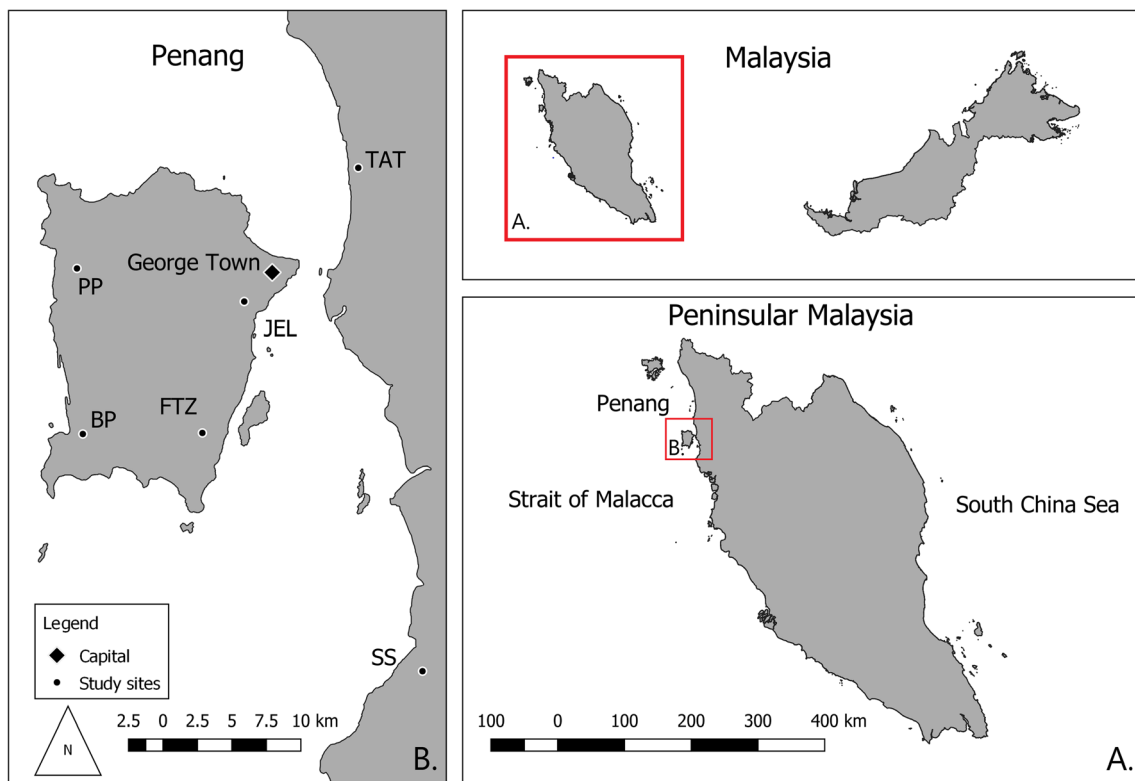 Penang
TAT
George Town
PP
JEL
FTZ
BP
SS
Legend
Capital
Study sites
N
2.5 0 2.5 5 7.5 10 km
B.
Malaysia
A.
Peninsular Malaysia
Penang
B.
Strait of Malacca
South China Sea
100 0 100 200 300 400 km
A.